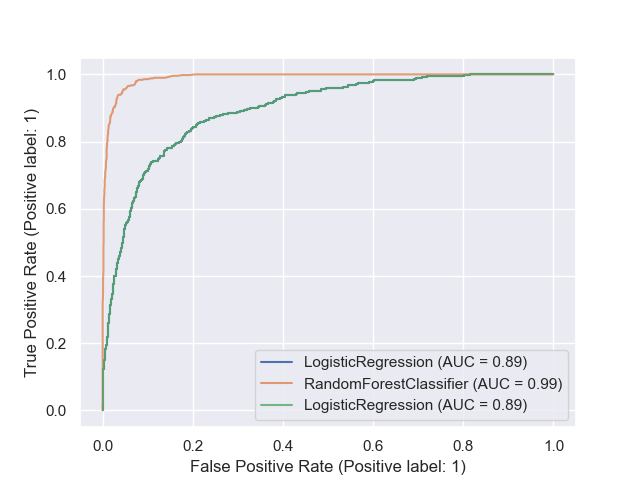 1.0
0.8
0.6
0.4
0.2
0.0
True Positive Rate (Positive label: 1)
LogisticRegression (AUC = 0.89)
RandomForestClassifier (AUC = 0.99)
LogisticRegression (AUC = 0.89)
0.0 0.2 0.4 0.6 0.8 1.0
False Positive Rate (Positive label: 1)